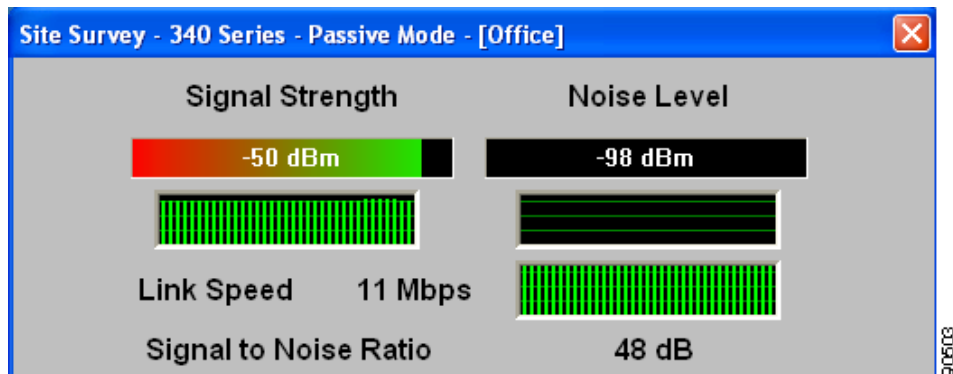 Site Survey - 340 Series - Passive Mode - [Office]
Signal Strength Noise Level
-50 dBm -98 dBm
Link Speed 11 Mbps
Signal to Noise Ratio 48 dB
90503